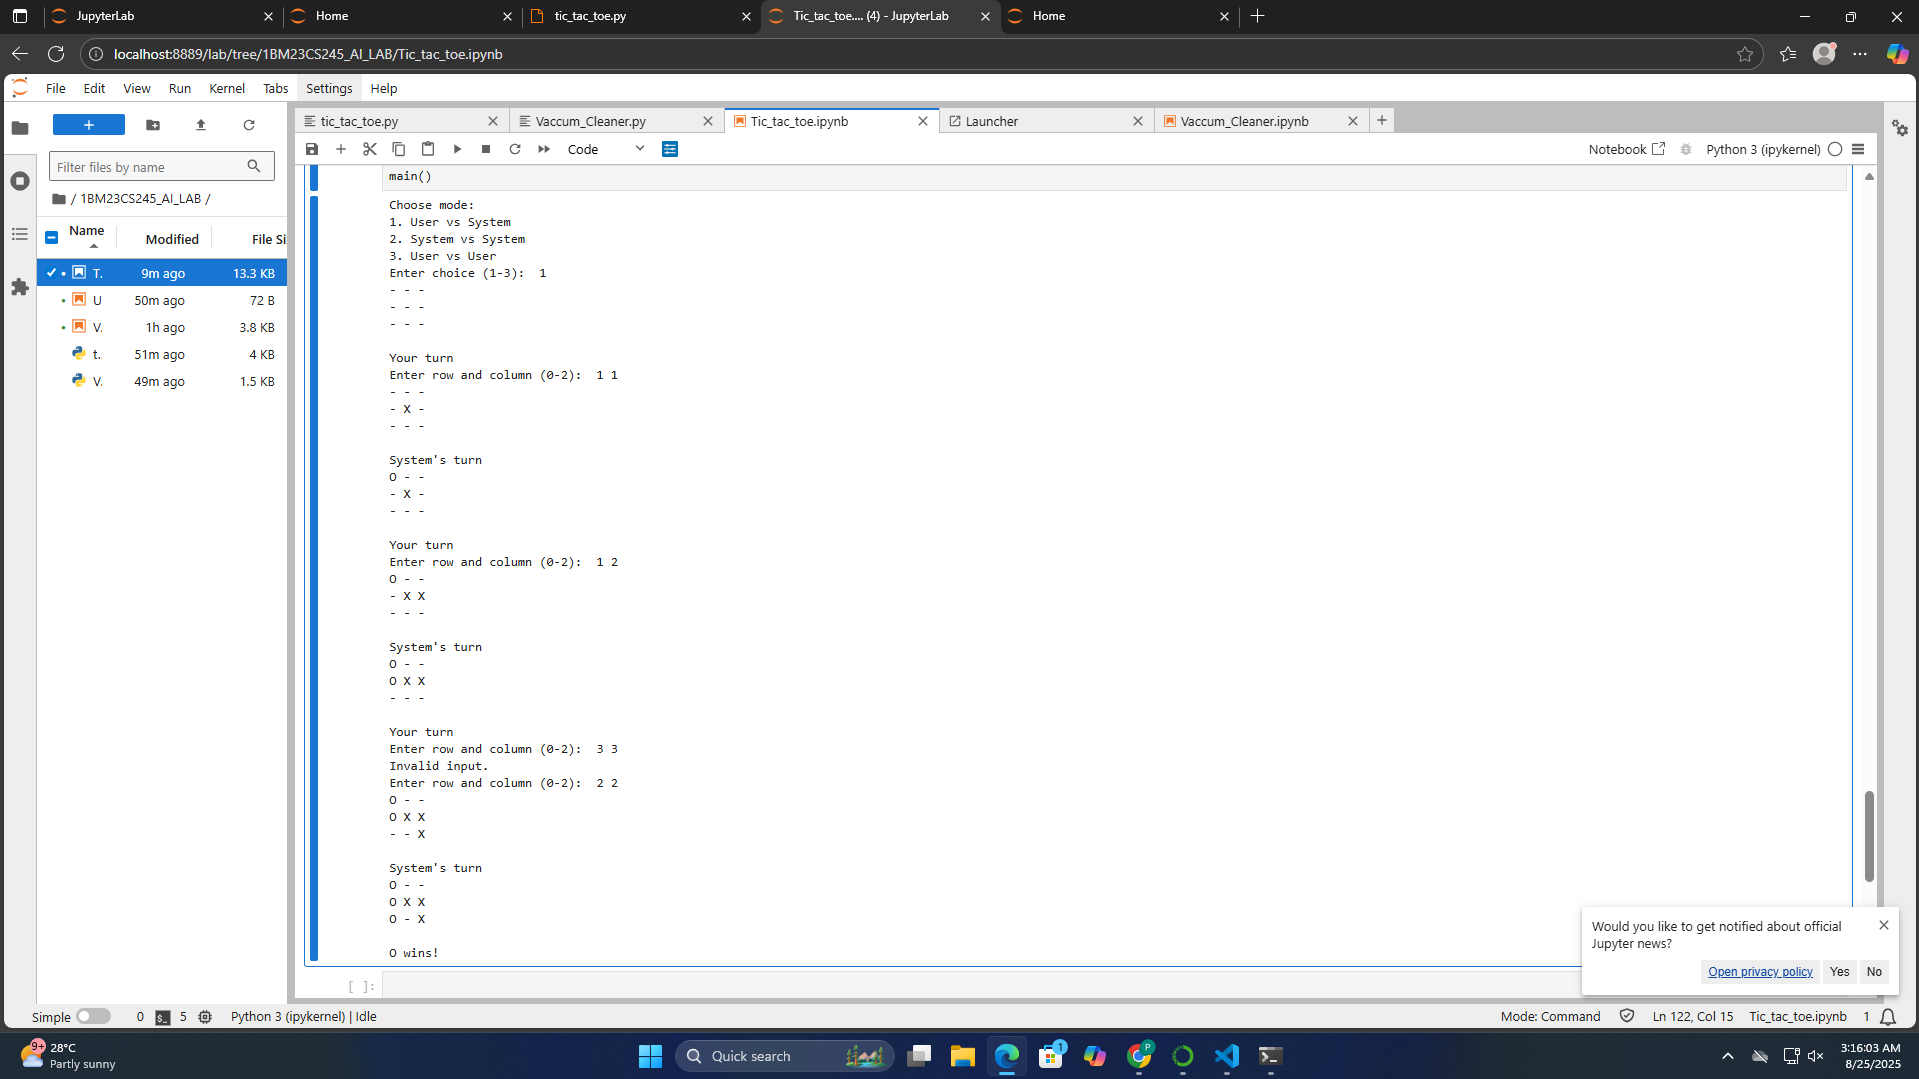 JupyterLab
Home
tic_tac_toe.py
Tic_tac_toe.... (4) - JupyterLab
Home
localhost:8889/lab/tree/1BM23CS245_AI_LAB/Tic_tac_toe.ipynb
File Edit View Run Kernel Tabs Settings Help
tic_tac_toe.py
Vaccum_Cleaner.py
Tic_tac_toe.ipynb
Launcher
Vaccum_Cleaner.ipynb
Code
Notebook
Python 3 (ipykernel)
Filter files by name
/ 1BM23CS245_AI_LAB /
Name Modified File Si
T. 9m ago 13.3 KB
U 50m ago 72 B
V. 1h ago 3.8 KB
t.. 51m ago 4 KB
V. 49m ago 1.5 KB
main()
Choose mode:
1. User vs System
2. System vs System
3. User vs User
Enter choice (1-3): 1
- - -
- - -
- - -
Your turn
Enter row and column (0-2): 1 1
- - -
- X -
- - -
System's turn
O - -
- X -
- - -
Your turn
Enter row and column (0-2): 1 2
O - -
- X X
- - -
System's turn
O - -
O X X
- - -
Your turn
Enter row and column (0-2): 3 3
Invalid input.
Enter row and column (0-2): 2 2
O - -
O X X
- - X
System's turn
O - -
O X X
O - X
O wins!
[ ]:
Would you like to get notified about official
Jupyter news?
Open privacy policy Yes No
Simple 0 5 Python 3 (ipykernel) | Idle
Mode: Command Ln 122, Col 15 Tic_tac_toe.ipynb 1
9+
28°C
Partly sunny
Quick search
1
P
3:16:03 AM
8/25/2025